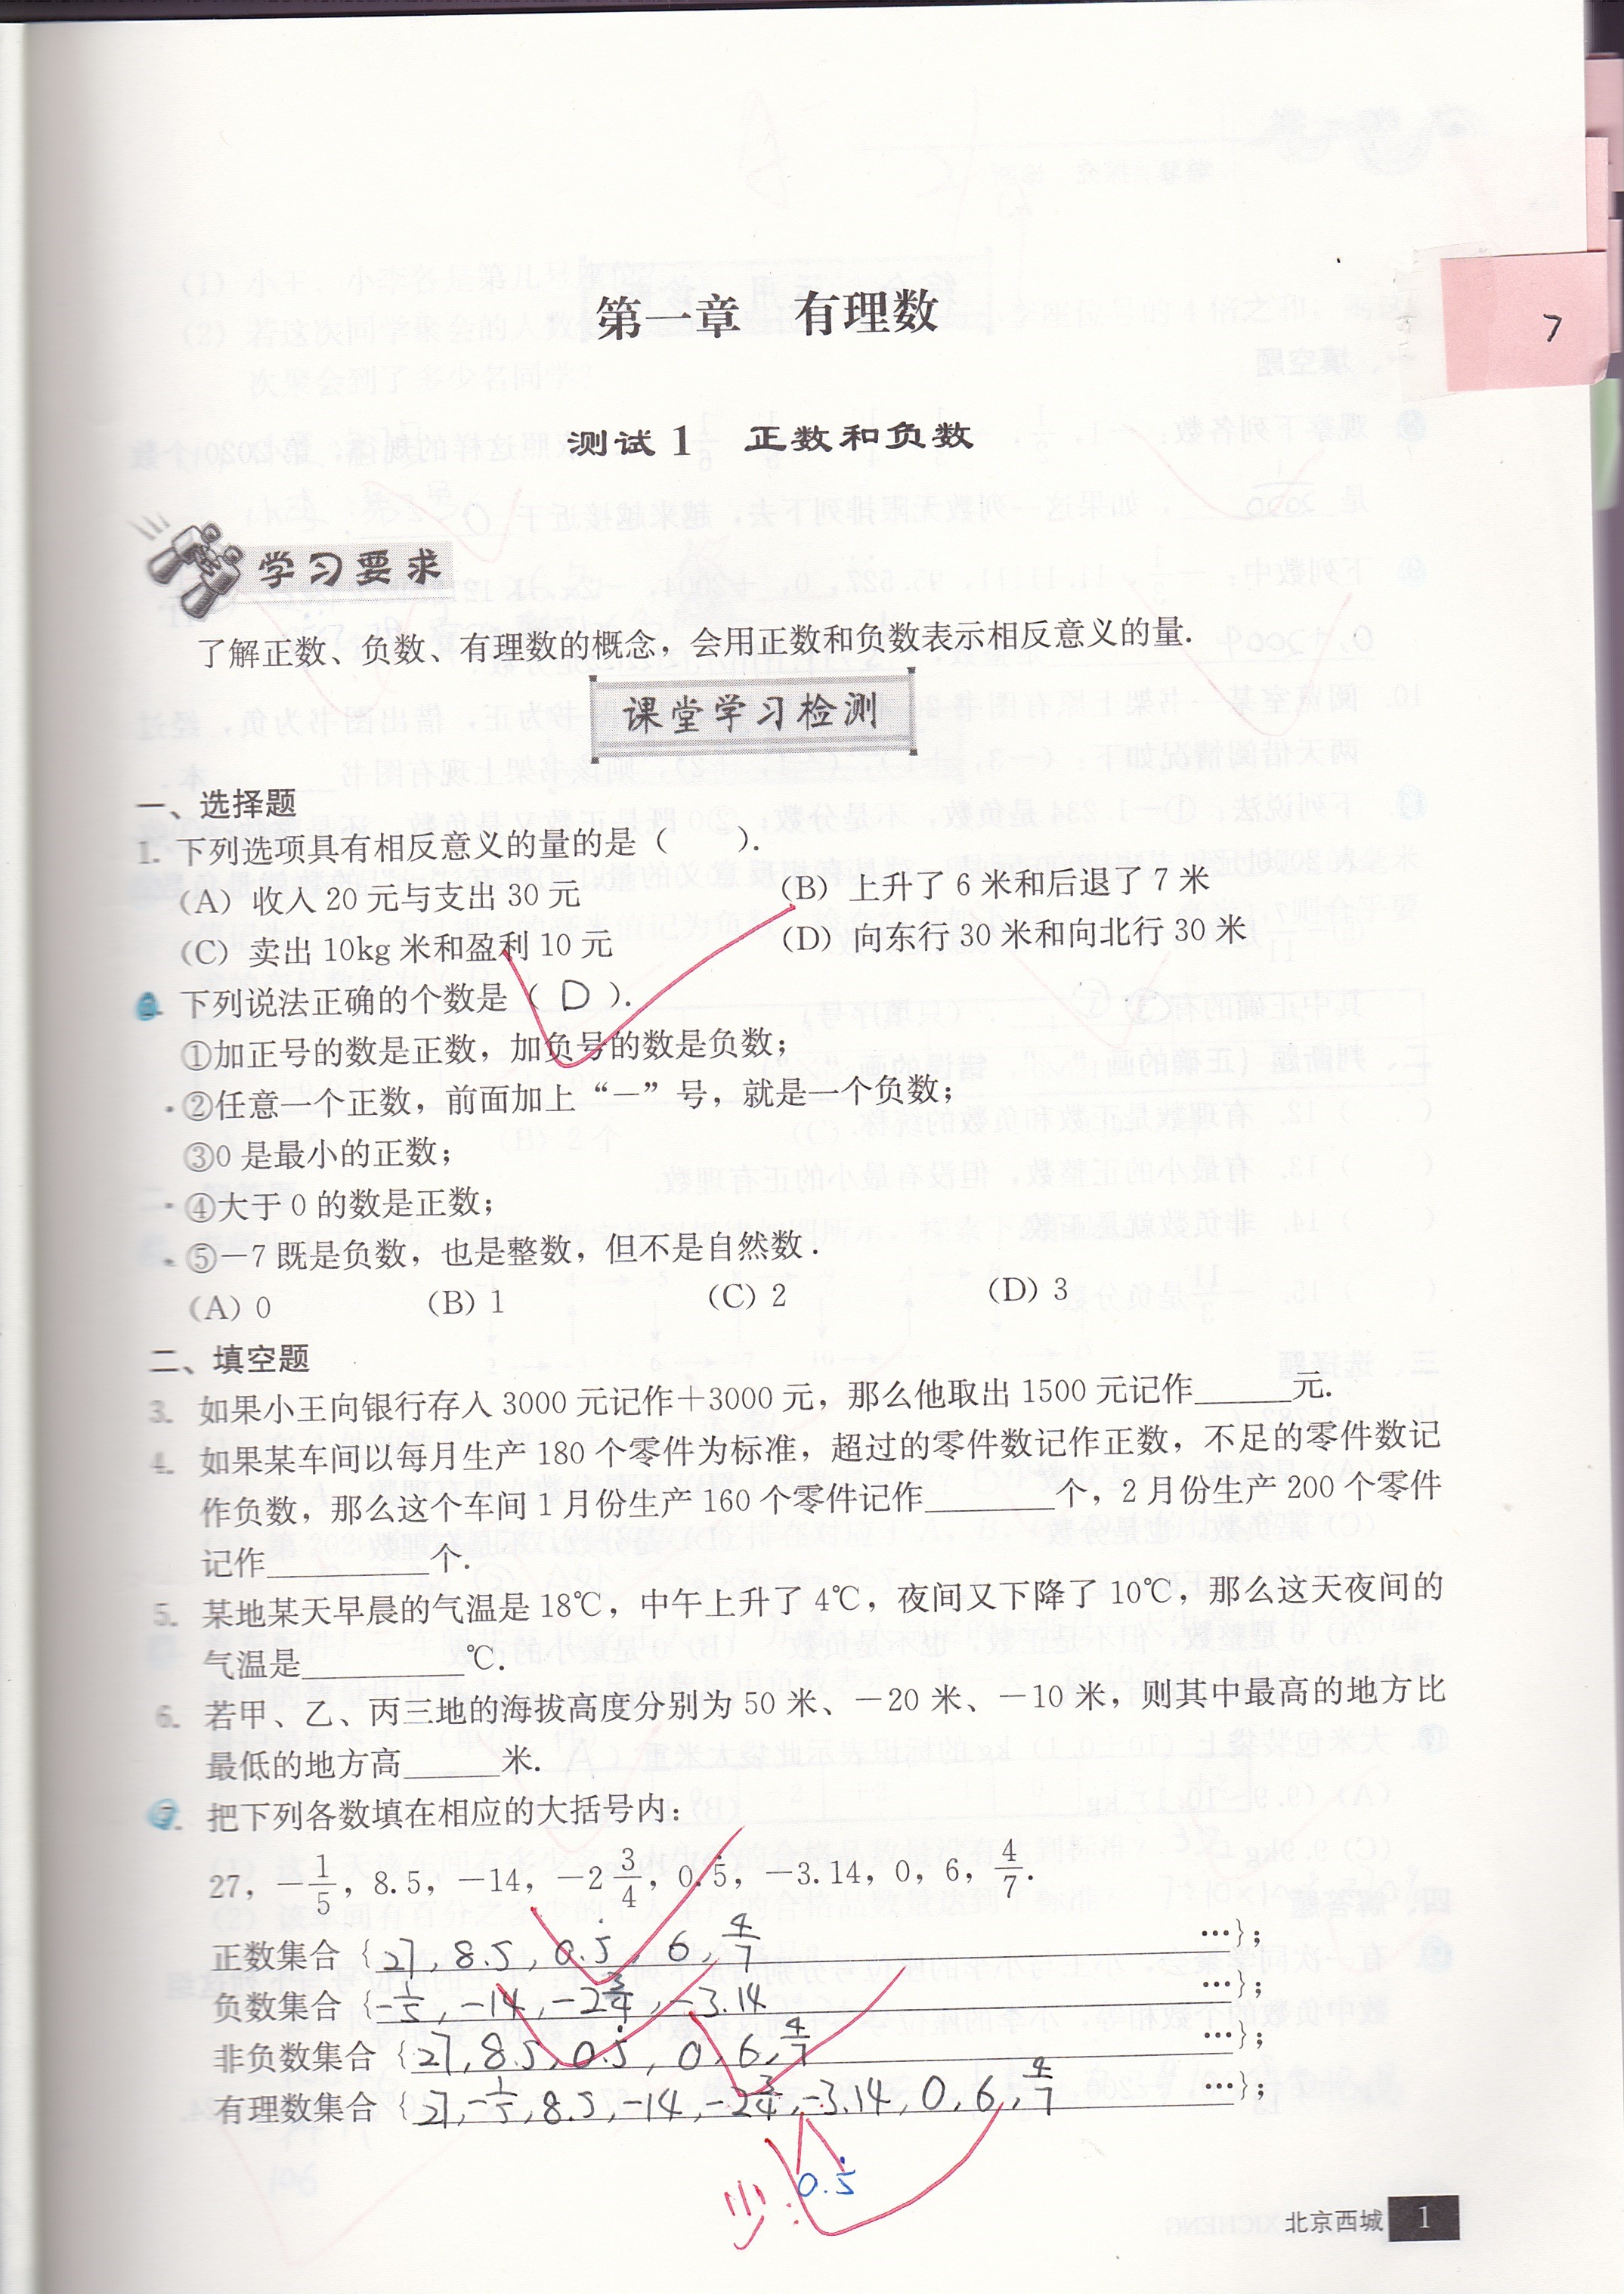 7
第一章 有理数
测试1 正数和负数
学习要求
了解正数、负数、有理数的概念，会用正数和负数表示相反意义的量.
课堂学习检测
一、选择题
1. 下列选项具有相反意义的量的是（ ）.
（A）收入 20 元与支出 30 元 （B）上升了 6 米和后退了 7 米
（C）卖出 10kg 米和盈利 10 元 （D）向东行 30 米和向北行 30 米
2. 下列说法正确的个数是（ D ）.
①加正号的数是正数，加负号的数是负数；
②任意一个正数，前面加上“－”号，就是一个负数；
③0 是最小的正数；
④大于 0 的数是正数；
⑤－7 既是负数，也是整数，但不是自然数.
（A）0 （B）1 （C）2 （D）3
二、填空题
3. 如果小王向银行存入 3000 元记作＋3000 元，那么他取出 1500 元记作______元.
4. 如果某车间以每月生产 180 个零件为标准，超过的零件数记作正数，不足的零件数记
作负数，那么这个车间 1 月份生产 160 个零件记作________个，2 月份生产 200 个零件
记作__________个.
5. 某地某天早晨的气温是 18℃，中午上升了 4℃，夜间又下降了 10℃，那么这天夜间的
气温是__________℃.
6. 若甲、乙、丙三地的海拔高度分别为 50 米、－20 米、－10 米，则其中最高的地方比
最低的地方高______米.
7. 把下列各数填在相应的大括号内：
27，－1/5，8.5，－14，－2 3/4，0.5̇，－3.14，0，6，4/7.
正数集合｛27, 8.5, 0.5̇, 6, 4/7 …｝；
负数集合｛-1/5, -14, -2 3/4, -3.14 …｝；
非负数集合｛27, 8.5, 0.5̇, 0, 6, 4/7 …｝；
有理数集合｛27, -1/5, 8.5, -14, -2 3/4, -3.14, 0, 6, 4/7 …｝；
少: 0.5̇
北京西城 1